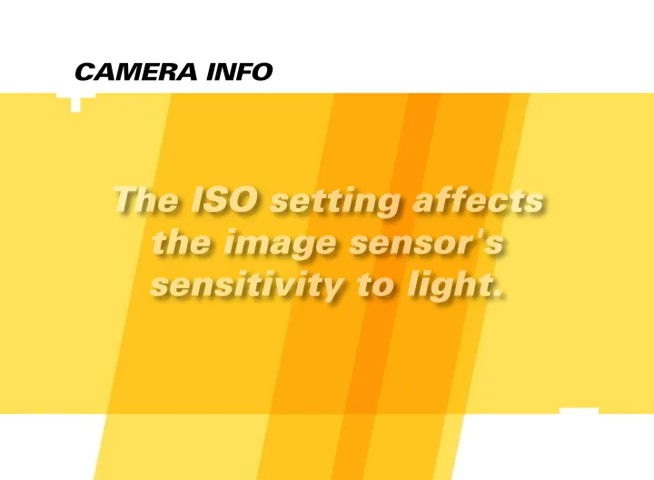 CAMERA INFO
The ISO setting affects
the image sensor's
sensitivity to light.